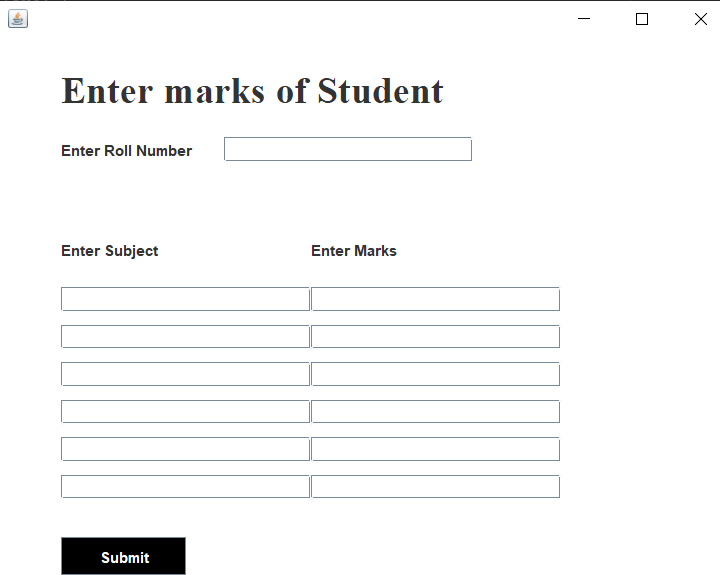 Enter marks of Student
Enter Roll Number
Enter Subject Enter Marks
Submit